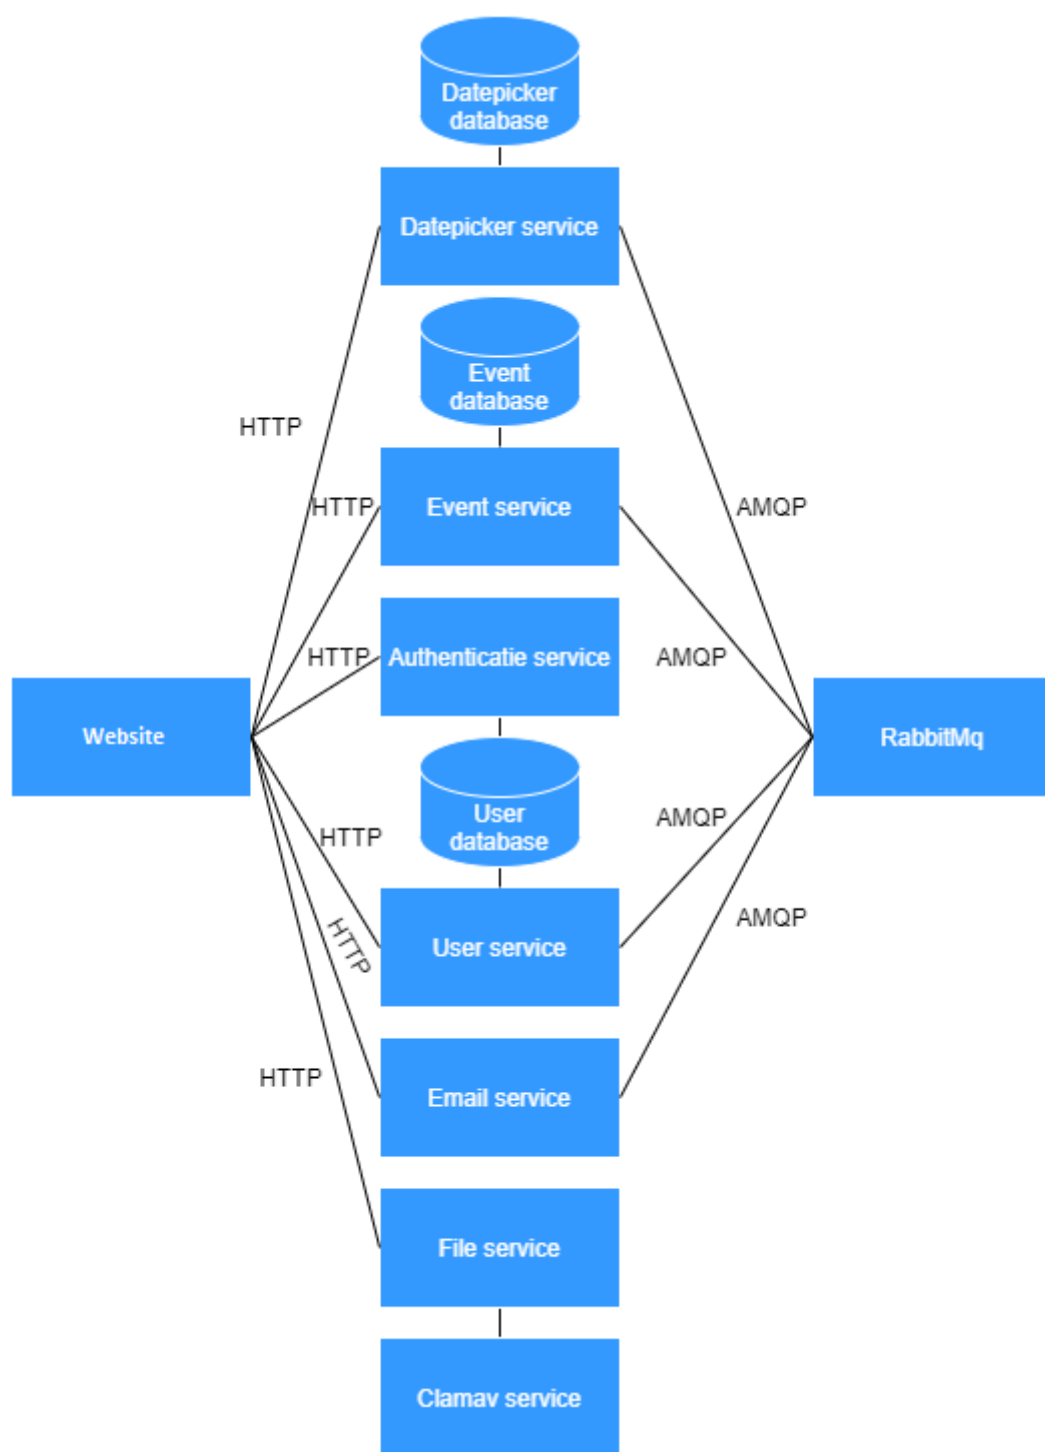 Datepicker
database
Datepicker service
Event
database
HTTP
HTTP
Event service
AMQP
HTTP
Authenticatie service
AMQP
Website
RabbitMq
User
database
HTTP
AMQP
HTTP
User service
AMQP
HTTP
Email service
File service
Clamav service